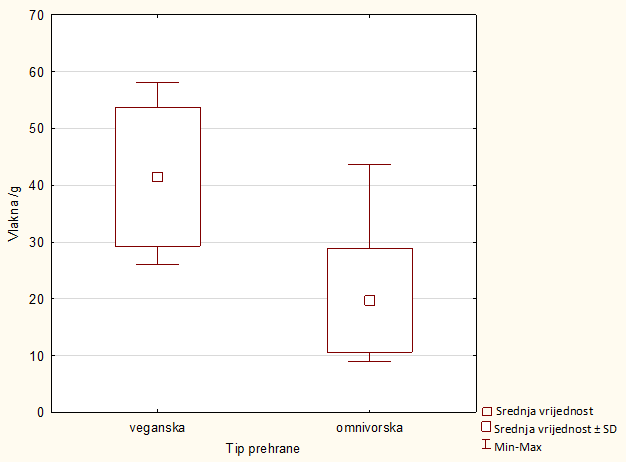 70
60
50
40
30
20
10
0
Vlakna /g
veganska
omnivorska
Tip prehrane
Srednja vrijednost
Srednja vrijednost ± SD
Min-Max